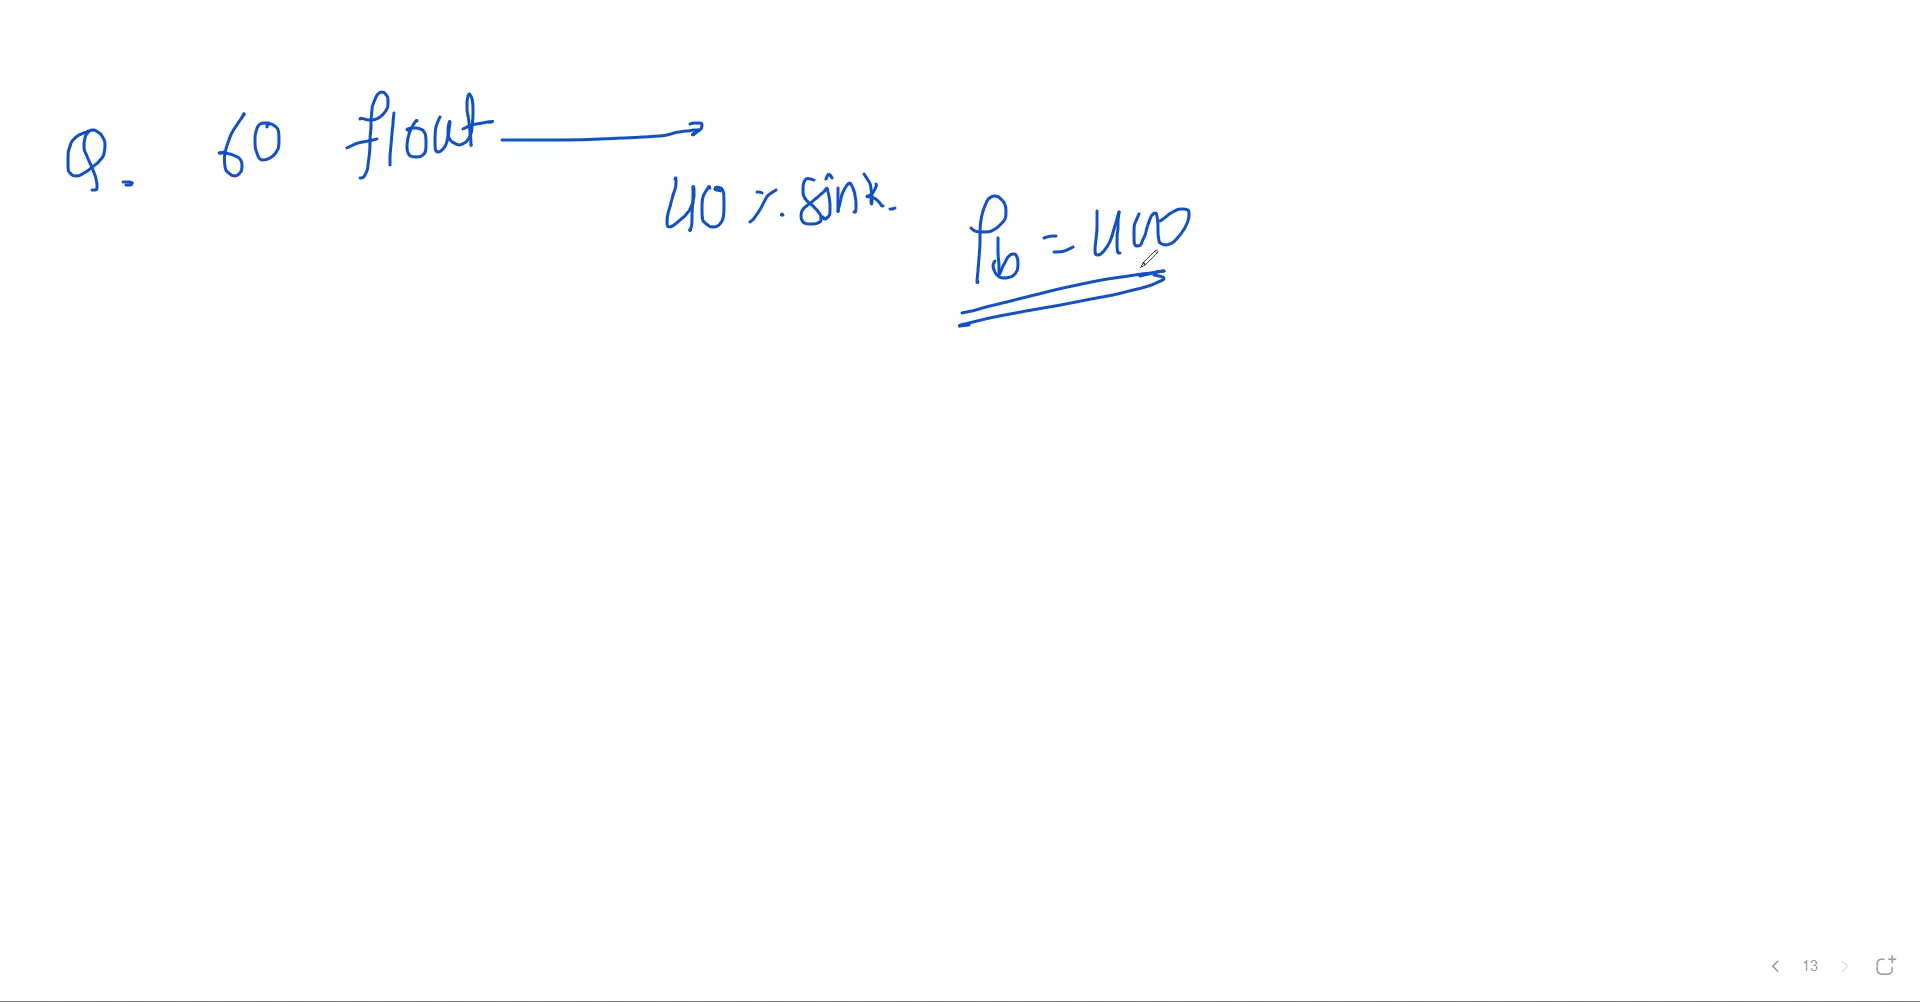 Q. 60 float →
40 %. sink.
ρb = 400
< 13 >